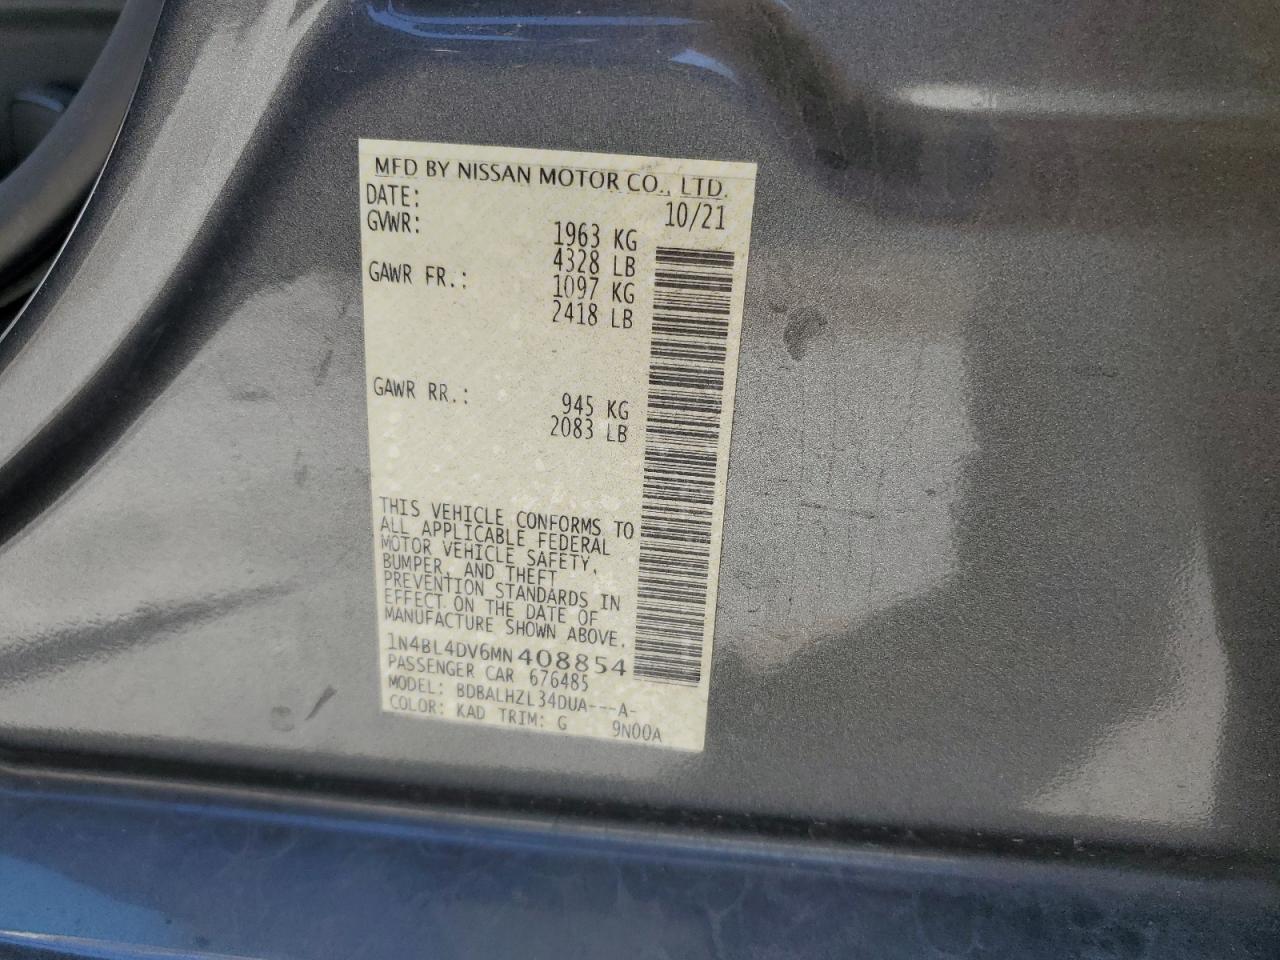 MFD BY NISSAN MOTOR CO., LTD.
DATE: 10/21
GVWR: 1963 KG
4328 LB
GAWR FR.: 1097 KG
2418 LB
GAWR RR.: 945 KG
2083 LB
THIS VEHICLE CONFORMS TO
ALL APPLICABLE FEDERAL
MOTOR VEHICLE SAFETY,
BUMPER, AND THEFT
PREVENTION STANDARDS IN
EFFECT ON THE DATE OF
MANUFACTURE SHOWN ABOVE.
1N4BL4DV6MN408854
PASSENGER CAR 676485
MODEL: BDBALHZL34DUA---A-
COLOR: KAD TRIM: G 9N00A